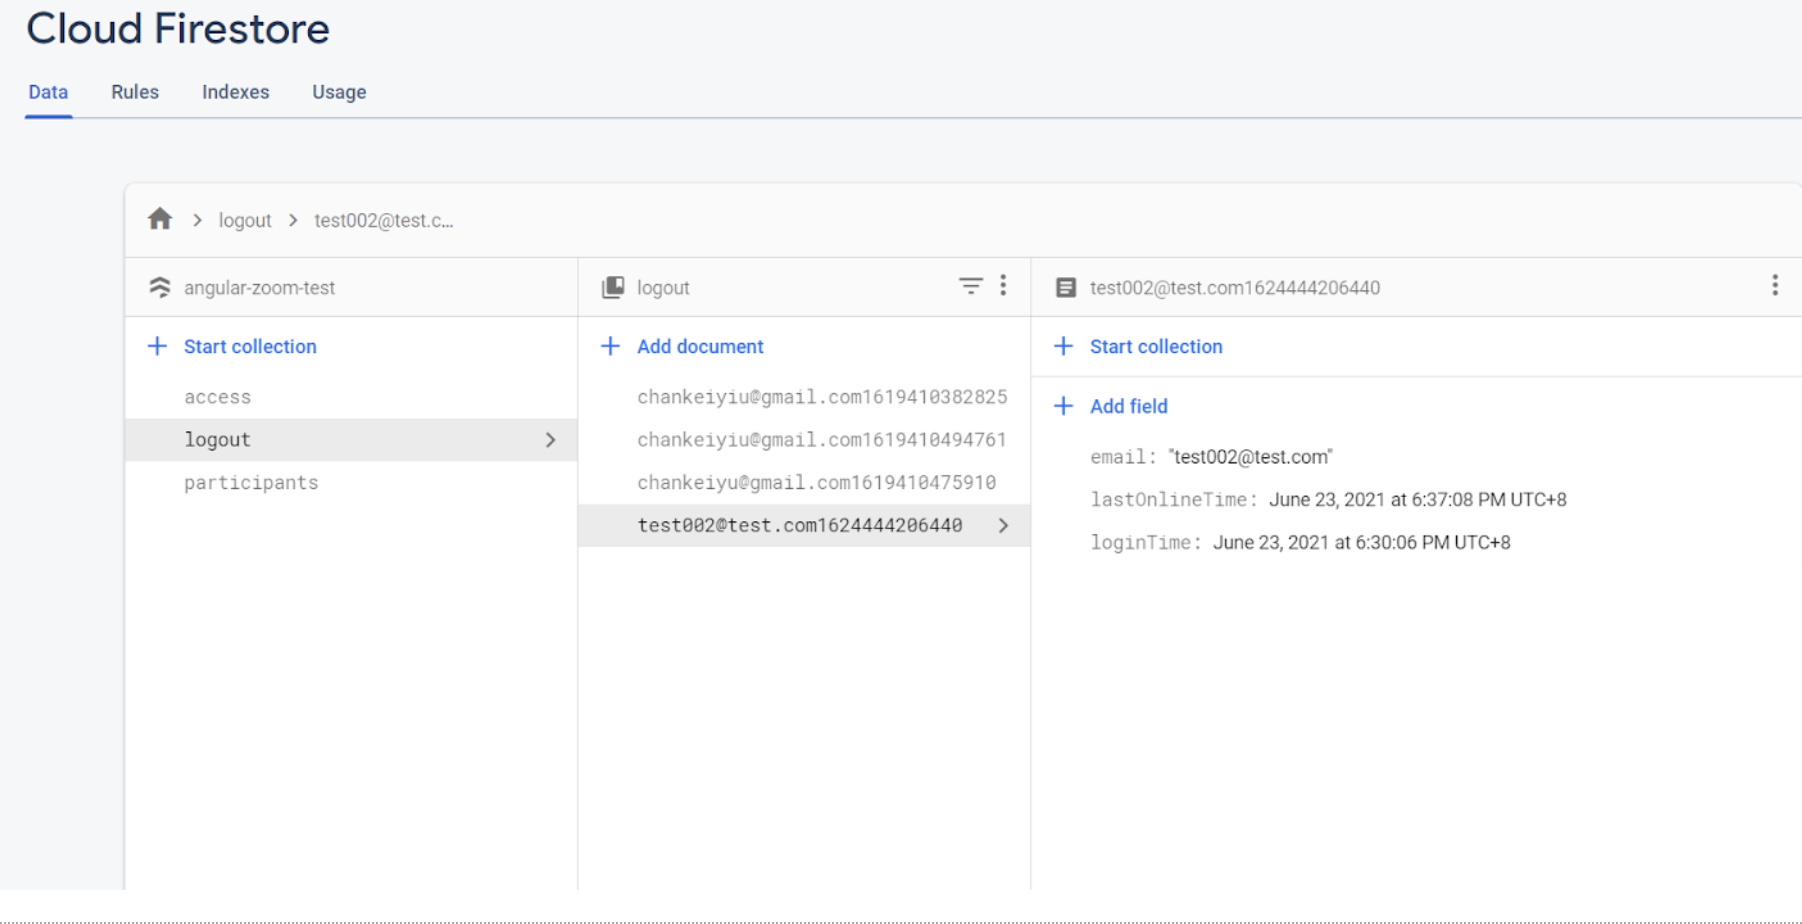 Cloud Firestore
Data Rules Indexes Usage
logout test002@test.c...
angular-zoom-test
Start collection
access
logout
participants
logout
Add document
chankeiyiu@gmail.com1619410382825
chankeiyiu@gmail.com1619410494761
chankeiyu@gmail.com1619410475910
test002@test.com1624444206440
test002@test.com1624444206440
Start collection
Add field
email: "test002@test.com"
lastOnlineTime: June 23, 2021 at 6:37:08 PM UTC+8
loginTime: June 23, 2021 at 6:30:06 PM UTC+8